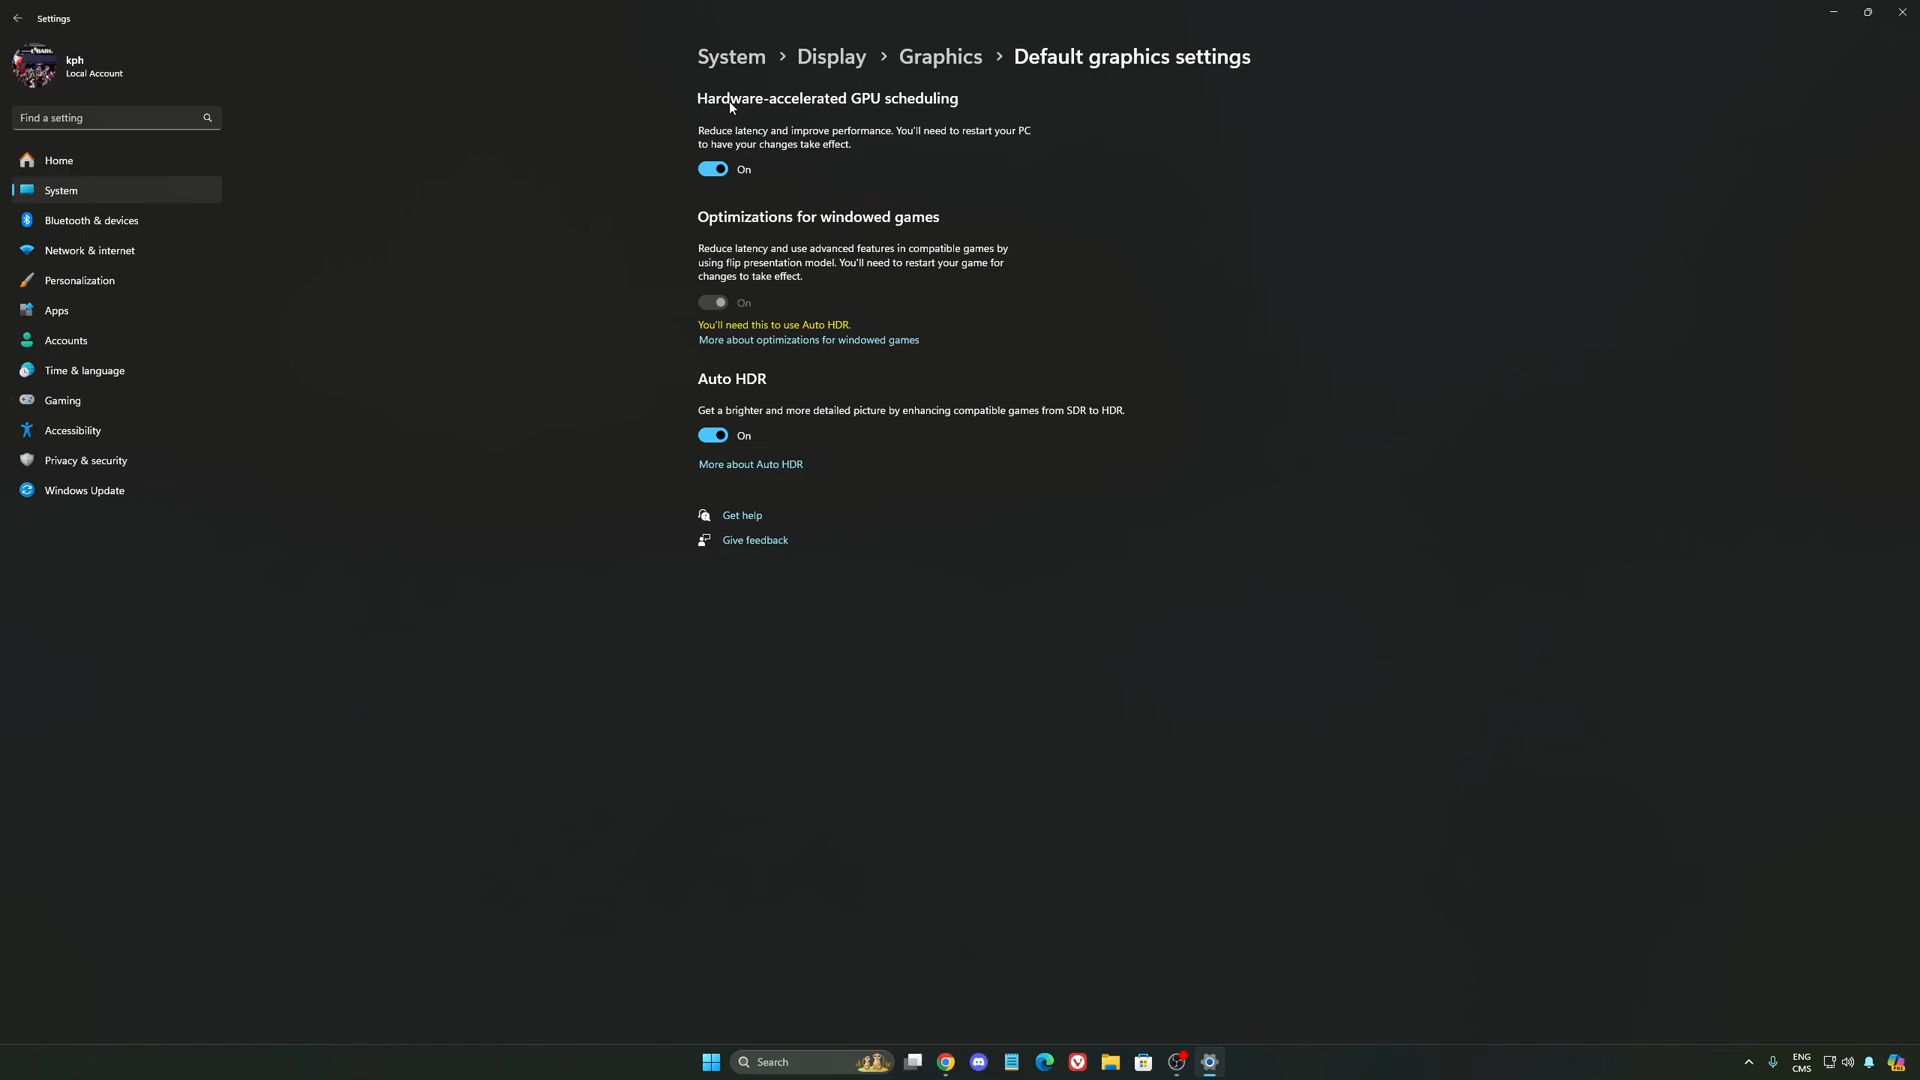 Settings
kph
Local Account
Find a setting
Home
System
Bluetooth & devices
Network & internet
Personalization
Apps
Accounts
Time & language
Gaming
Accessibility
Privacy & security
Windows Update
System > Display > Graphics > Default graphics settings
Hardware-accelerated GPU scheduling
Reduce latency and improve performance. You'll need to restart your PC
to have your changes take effect.
On
Optimizations for windowed games
Reduce latency and use advanced features in compatible games by
using flip presentation model. You'll need to restart your game for
changes to take effect.
On
You'll need this to use Auto HDR.
More about optimizations for windowed games
Auto HDR
Get a brighter and more detailed picture by enhancing compatible games from SDR to HDR.
On
More about Auto HDR
Get help
Give feedback
Search
ENG
CMS